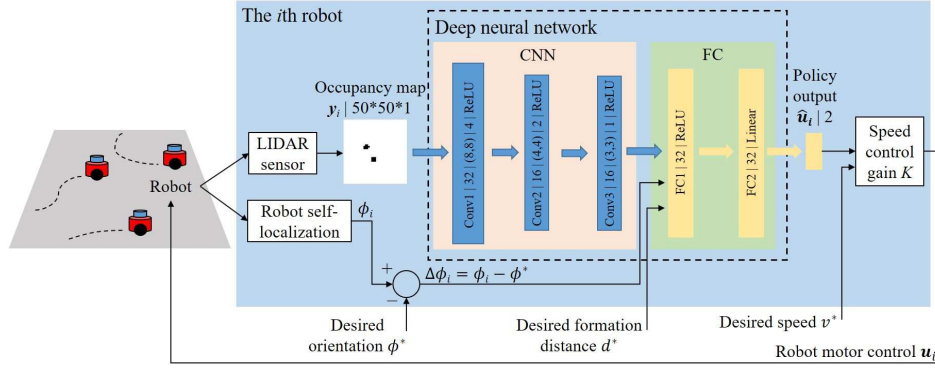 The ith robot
Deep neural network
CNN
FC
Occupancy map
y_i | 50*50*1
Policy
output
û_i | 2
LIDAR
sensor
Robot
Robot self-
localization
ϕ_i
Conv1 | 32 | (8,8) | 4 | ReLU
Conv2 | 16 | (4,4) | 2 | ReLU
Conv3 | 16 | (3,3) | 1 | ReLU
FC1 | 32 | ReLU
FC2 | 32 | Linear
Speed
control
gain K
+
−
Δϕ_i = ϕ_i − ϕ*
Desired
orientation ϕ*
Desired formation
distance d*
Desired speed v*
Robot motor control u_i